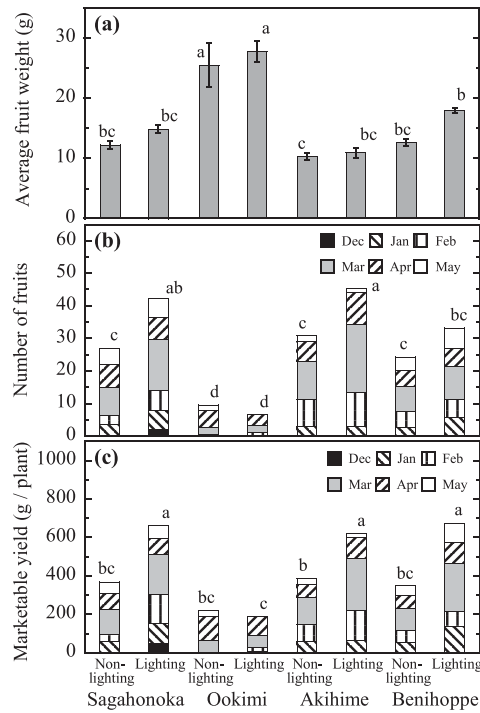 (a)
Average fruit weight (g)
30
20
10
0
bc
bc
a
a
c
bc
bc
b
(b)
Dec Jan Feb
Mar Apr May
Number of fruits
60
50
40
30
20
10
0
c
ab
d
d
c
a
c
bc
(c)
Dec Jan Feb
Mar Apr May
Marketable yield (g / plant)
1000
800
600
400
200
0
bc
a
bc
c
b
a
bc
a
Non-lighting Lighting Non-lighting Lighting Non-lighting Lighting Non-lighting Lighting
Sagahonoka Ookimi Akihime Benihoppe